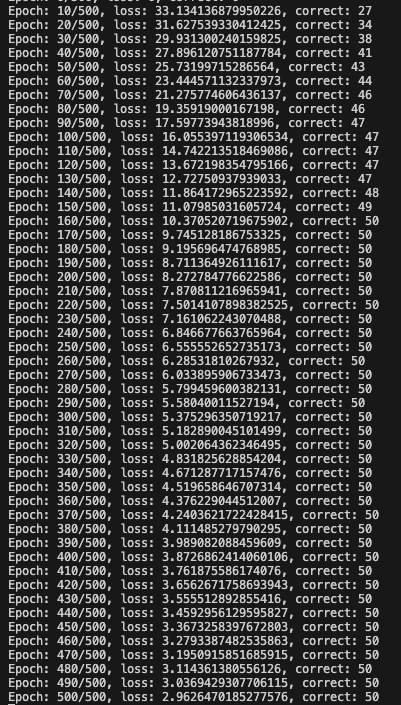 Epoch: 10/500, loss: 33.134136879950226, correct: 27
Epoch: 20/500, loss: 31.627539330412425, correct: 34
Epoch: 30/500, loss: 29.931300240159825, correct: 38
Epoch: 40/500, loss: 27.896120751187784, correct: 41
Epoch: 50/500, loss: 25.73199715286564, correct: 43
Epoch: 60/500, loss: 23.444571132337973, correct: 44
Epoch: 70/500, loss: 21.275774606436137, correct: 46
Epoch: 80/500, loss: 19.35919000167198, correct: 46
Epoch: 90/500, loss: 17.59773943818996, correct: 47
Epoch: 100/500, loss: 16.055397119306534, correct: 47
Epoch: 110/500, loss: 14.742213518469086, correct: 47
Epoch: 120/500, loss: 13.672198354795166, correct: 47
Epoch: 130/500, loss: 12.72750937939033, correct: 47
Epoch: 140/500, loss: 11.864172965223592, correct: 48
Epoch: 150/500, loss: 11.07985031605724, correct: 49
Epoch: 160/500, loss: 10.370520719675902, correct: 50
Epoch: 170/500, loss: 9.745128186753325, correct: 50
Epoch: 180/500, loss: 9.195696474768985, correct: 50
Epoch: 190/500, loss: 8.711364926111617, correct: 50
Epoch: 200/500, loss: 8.272784776622586, correct: 50
Epoch: 210/500, loss: 7.870811216965941, correct: 50
Epoch: 220/500, loss: 7.5014107898382525, correct: 50
Epoch: 230/500, loss: 7.161062243070488, correct: 50
Epoch: 240/500, loss: 6.846677663765964, correct: 50
Epoch: 250/500, loss: 6.555552652735173, correct: 50
Epoch: 260/500, loss: 6.28531810267932, correct: 50
Epoch: 270/500, loss: 6.033895906733473, correct: 50
Epoch: 280/500, loss: 5.799459600382131, correct: 50
Epoch: 290/500, loss: 5.58040011527194, correct: 50
Epoch: 300/500, loss: 5.375296350719217, correct: 50
Epoch: 310/500, loss: 5.182890045101499, correct: 50
Epoch: 320/500, loss: 5.002064362346495, correct: 50
Epoch: 330/500, loss: 4.831825628854204, correct: 50
Epoch: 340/500, loss: 4.671287717157476, correct: 50
Epoch: 350/500, loss: 4.519658646707314, correct: 50
Epoch: 360/500, loss: 4.376229044512007, correct: 50
Epoch: 370/500, loss: 4.2403621722428415, correct: 50
Epoch: 380/500, loss: 4.111485279790295, correct: 50
Epoch: 390/500, loss: 3.989082088459609, correct: 50
Epoch: 400/500, loss: 3.8726862414060106, correct: 50
Epoch: 410/500, loss: 3.761875586174076, correct: 50
Epoch: 420/500, loss: 3.6562671758693943, correct: 50
Epoch: 430/500, loss: 3.555512892855416, correct: 50
Epoch: 440/500, loss: 3.4592956129595827, correct: 50
Epoch: 450/500, loss: 3.3673258397672803, correct: 50
Epoch: 460/500, loss: 3.2793387482535863, correct: 50
Epoch: 470/500, loss: 3.1950915851685915, correct: 50
Epoch: 480/500, loss: 3.114361380556126, correct: 50
Epoch: 490/500, loss: 3.0369429307706115, correct: 50
Epoch: 500/500, loss: 2.9626470185277576, correct: 50